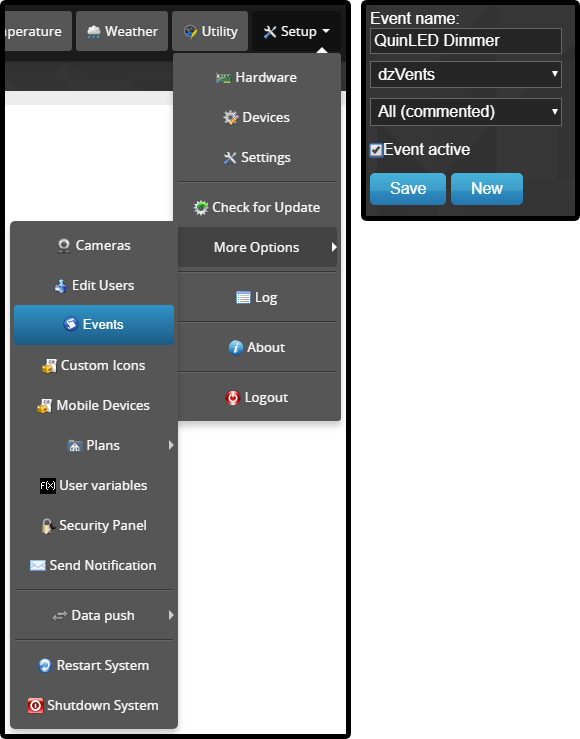 perature
Weather
Utility
Setup
Hardware
Devices
Settings
Check for Update
More Options
Log
About
Logout
Cameras
Edit Users
Events
Custom Icons
Mobile Devices
Plans
F(x) User variables
Security Panel
Send Notification
Data push
Restart System
Shutdown System
Event name:
QuinLED Dimmer
dzVents
All (commented)
Event active
Save
New